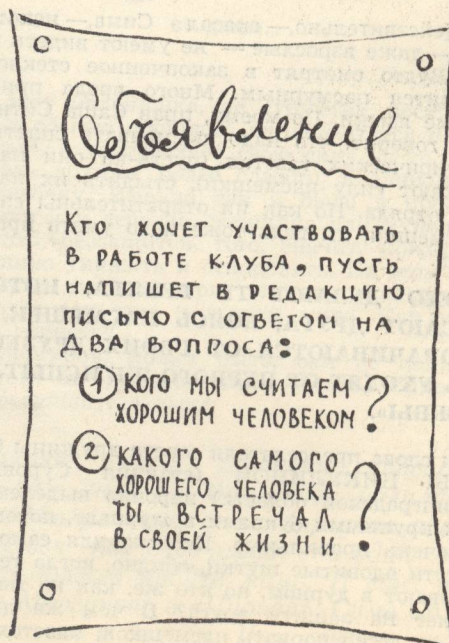 Объявление
Кто хочет участвовать
в работе клуба, пусть
напишет в редакцию
письмо с ответом на
два вопроса:
1 кого мы считаем
хорошим человеком?
2 какого самого
хорошего человека
ты встречал
в своей жизни?